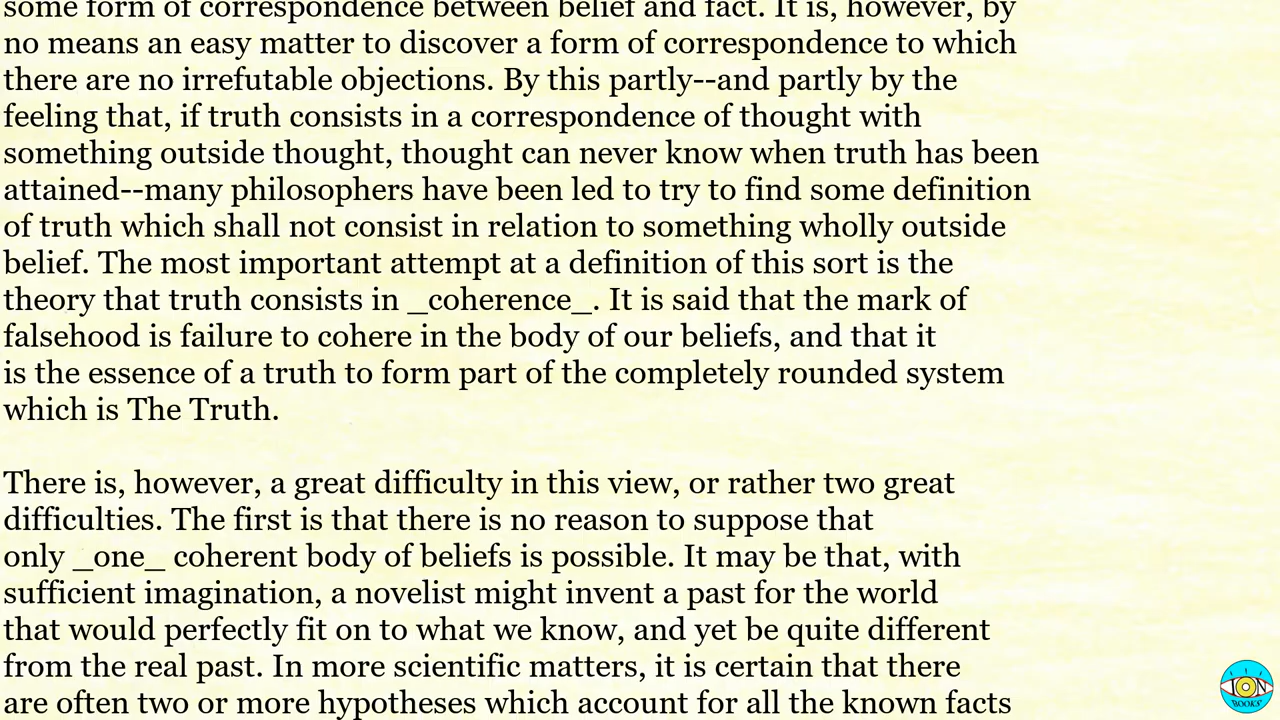 some form of correspondence between belief and fact. It is, however, by
no means an easy matter to discover a form of correspondence to which
there are no irrefutable objections. By this partly--and partly by the
feeling that, if truth consists in a correspondence of thought with
something outside thought, thought can never know when truth has been
attained--many philosophers have been led to try to find some definition
of truth which shall not consist in relation to something wholly outside
belief. The most important attempt at a definition of this sort is the
theory that truth consists in _coherence_. It is said that the mark of
falsehood is failure to cohere in the body of our beliefs, and that it
is the essence of a truth to form part of the completely rounded system
which is The Truth.
There is, however, a great difficulty in this view, or rather two great
difficulties. The first is that there is no reason to suppose that
only _one_ coherent body of beliefs is possible. It may be that, with
sufficient imagination, a novelist might invent a past for the world
that would perfectly fit on to what we know, and yet be quite different
from the real past. In more scientific matters, it is certain that there
are often two or more hypotheses which account for all the known facts
ION
BOOKS